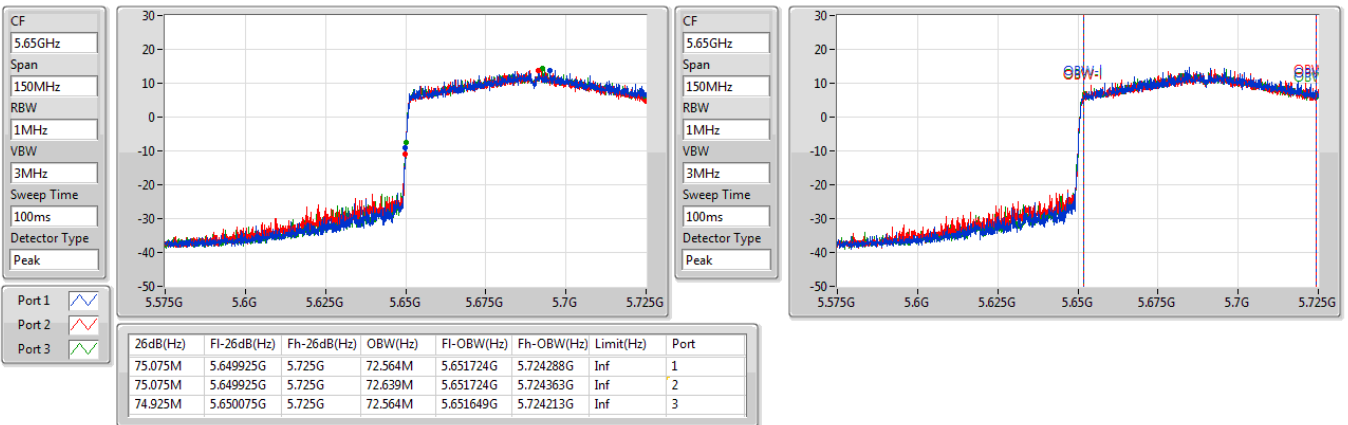 CF
5.65GHz
Span
150MHz
RBW
1MHz
VBW
3MHz
Sweep Time
100ms
Detector Type
Peak
30
20
10
0
-10
-20
-30
-40
-50
5.575G 5.6G 5.625G 5.65G 5.675G 5.7G 5.725G
CF
5.65GHz
Span
150MHz
RBW
1MHz
VBW
3MHz
Sweep Time
100ms
Detector Type
Peak
30
20
10
0
-10
-20
-30
-40
-50
5.575G 5.6G 5.625G 5.65G 5.675G 5.7G 5.725G
OBW-l
Port 1
Port 2
Port 3
26dB(Hz) Fl-26dB(Hz) Fh-26dB(Hz) OBW(Hz) Fl-OBW(Hz) Fh-OBW(Hz) Limit(Hz) Port
75.075M 5.649925G 5.725G 72.564M 5.651724G 5.724288G Inf 1
75.075M 5.649925G 5.725G 72.639M 5.651724G 5.724363G Inf 2
74.925M 5.650075G 5.725G 72.564M 5.651649G 5.724213G Inf 3